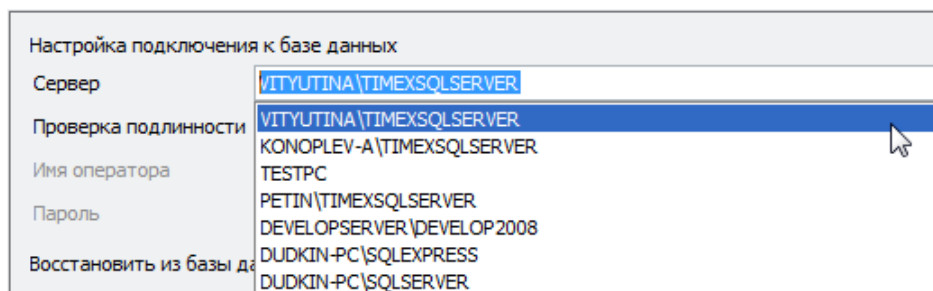 Настройка подключения к базе данных
Сервер VITYUTINA\TIMEXSQLSERVER
Проверка подлинности VITYUTINA\TIMEXSQLSERVER
KONOPLEV-A\TIMEXSQLSERVER
Имя оператора TESTPC
PETIN\TIMEXSQLSERVER
Пароль
DEVELOPSERVER\DEVELOP2008
Восстановить из базы DUDKIN-PC\SQLEXPRESS
DUDKIN-PC\SQLSERVER